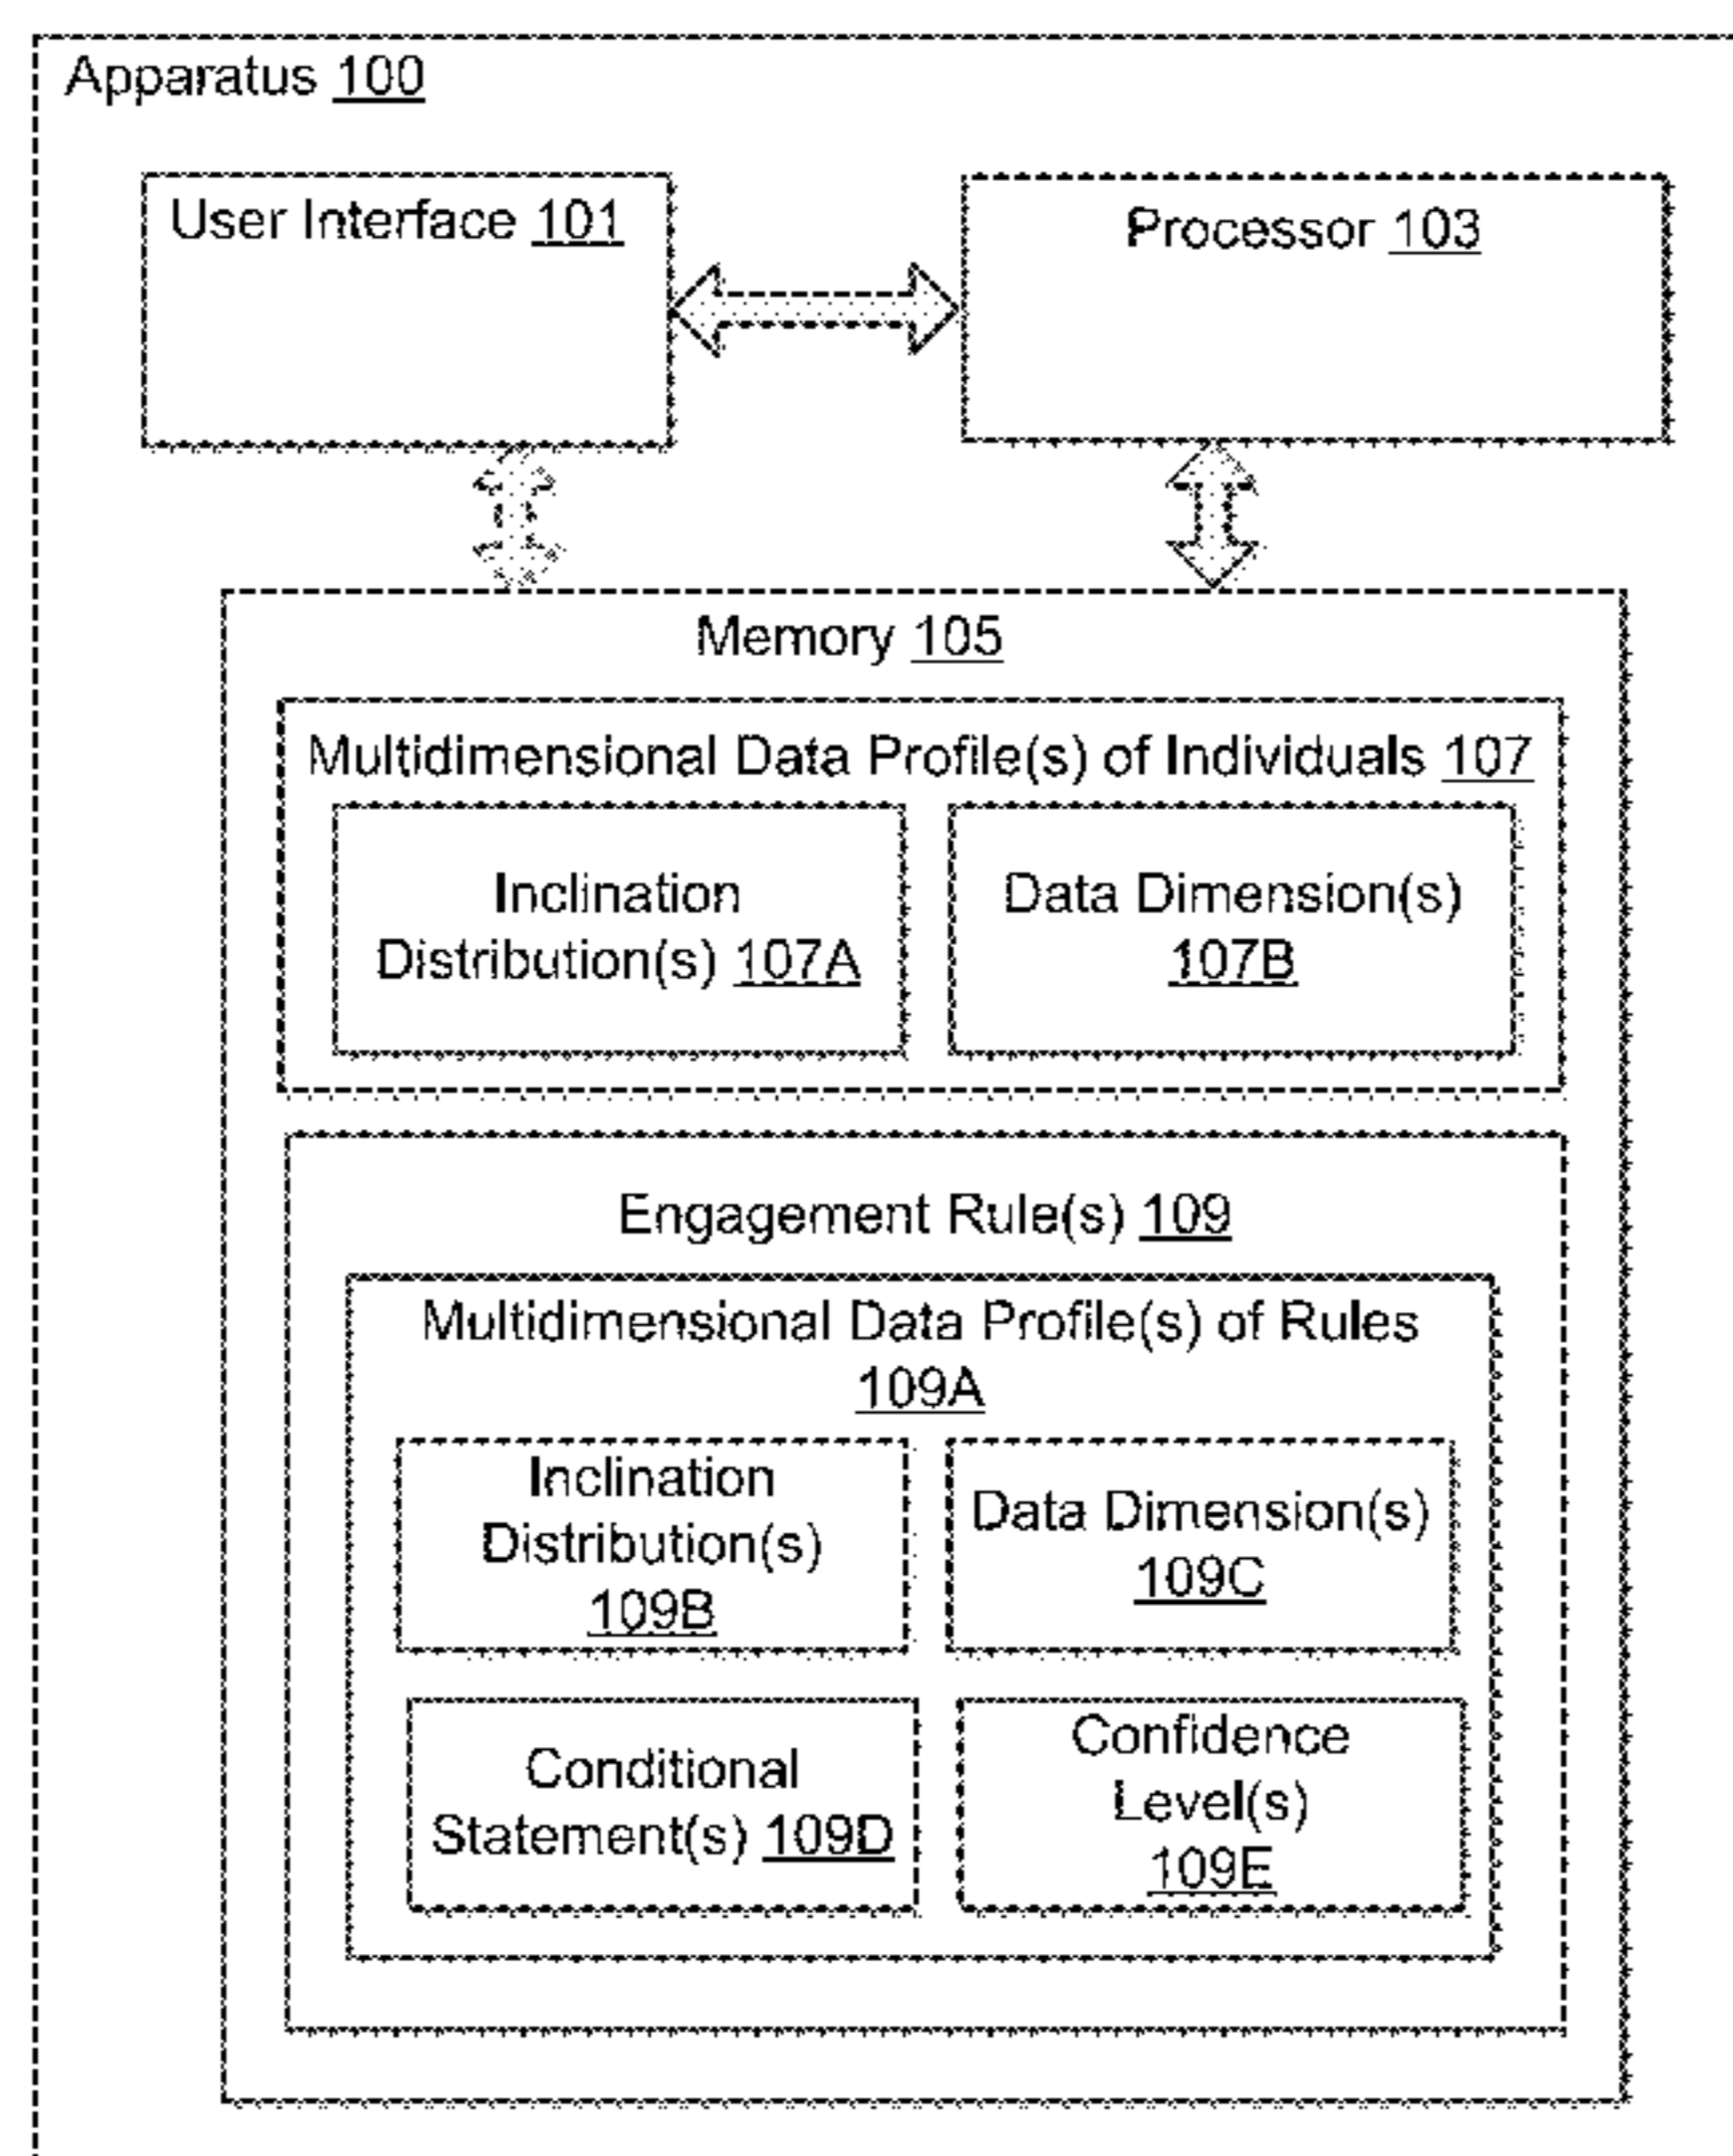 Apparatus 100
User Interface 101
Processor 103
Memory 105
Multidimensional Data Profile(s) of Individuals 107
Inclination
Distribution(s) 107A
Data Dimension(s)
107B
Engagement Rule(s) 109
Multidimensional Data Profile(s) of Rules
109A
Inclination
Distribution(s)
109B
Data Dimension(s)
109C
Conditional
Statement(s) 109D
Confidence
Level(s)
109E